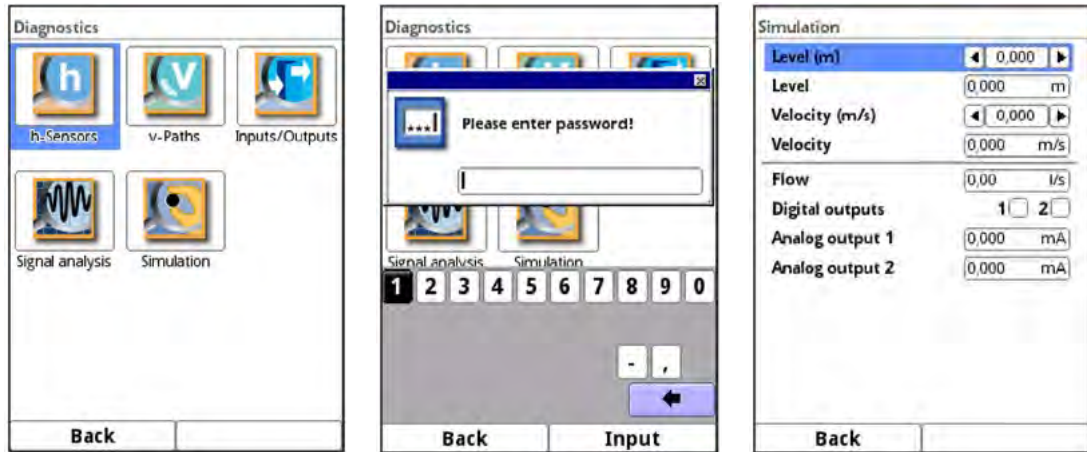 Diagnostics
h
V
h-Sensors
v-Paths
Inputs/Outputs
Signal analysis
Simulation
Back
Diagnostics
...I
Please enter password!
Signal analysis
Simulation
1 2 3 4 5 6 7 8 9 0
- ,
Back
Input
Simulation
Level (m) 0,000
Level 0,000 m
Velocity (m/s) 0,000
Velocity 0,000 m/s
Flow 0,00 l/s
Digital outputs 1 2
Analog output 1 0,000 mA
Analog output 2 0,000 mA
Back